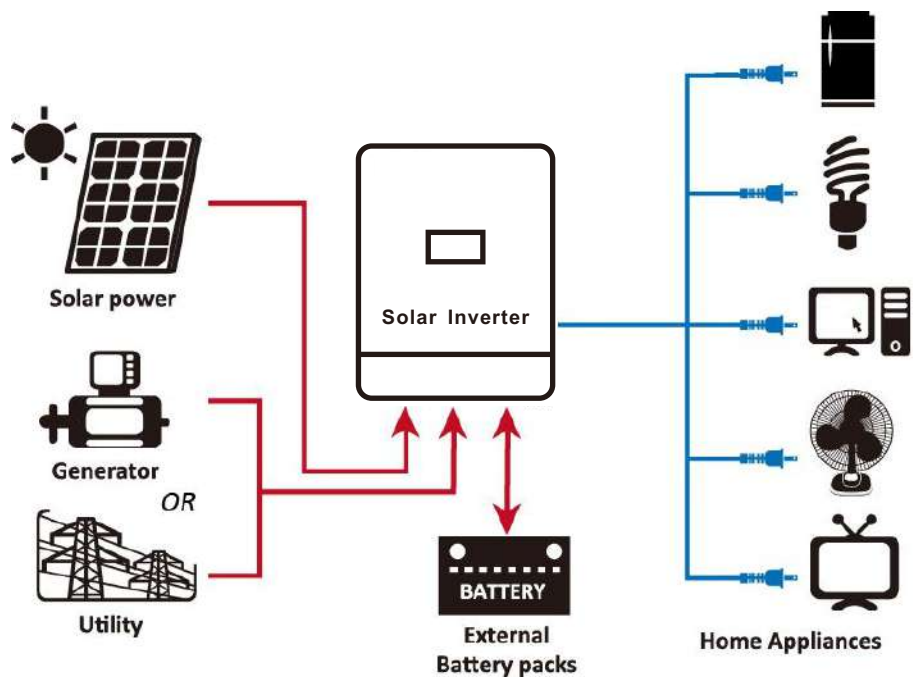 Solar power
Generator
OR
Utility
Solar Inverter
BATTERY
External
Battery packs
Home Appliances